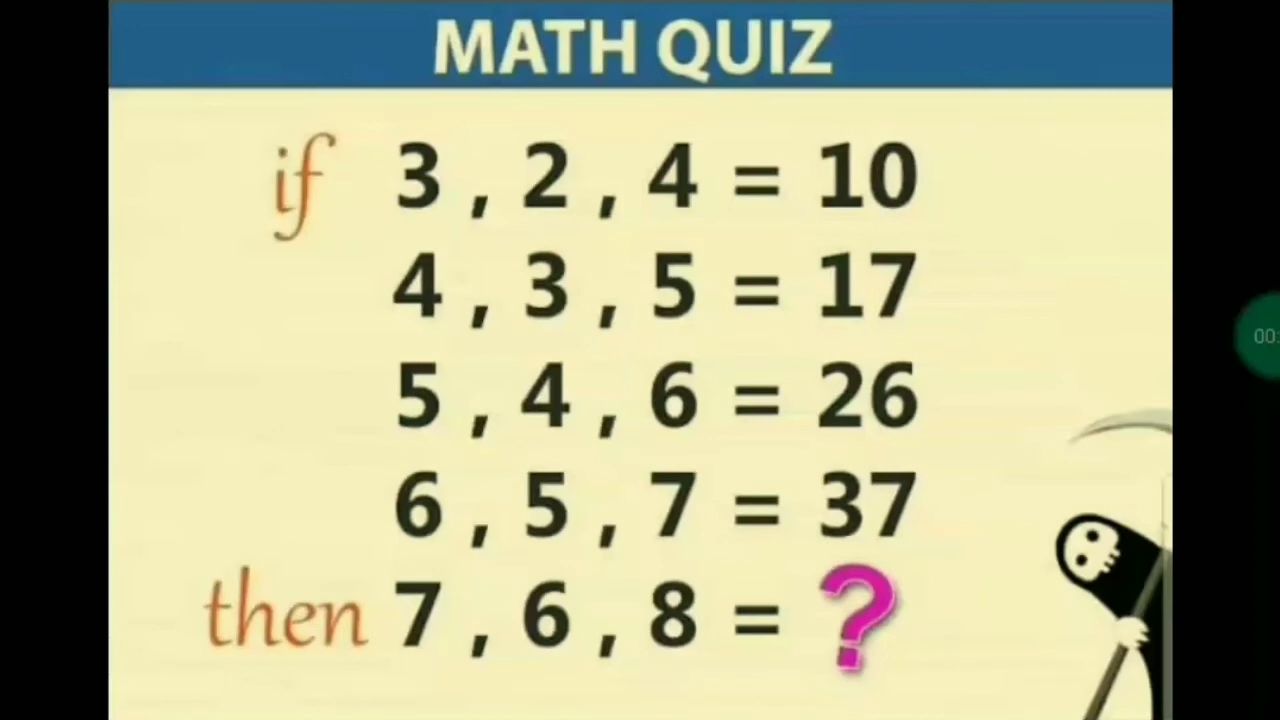 MATH QUIZ
if 3 , 2 , 4 = 10
4 , 3 , 5 = 17
5 , 4 , 6 = 26
6 , 5 , 7 = 37
then 7 , 6 , 8 = ?
00: